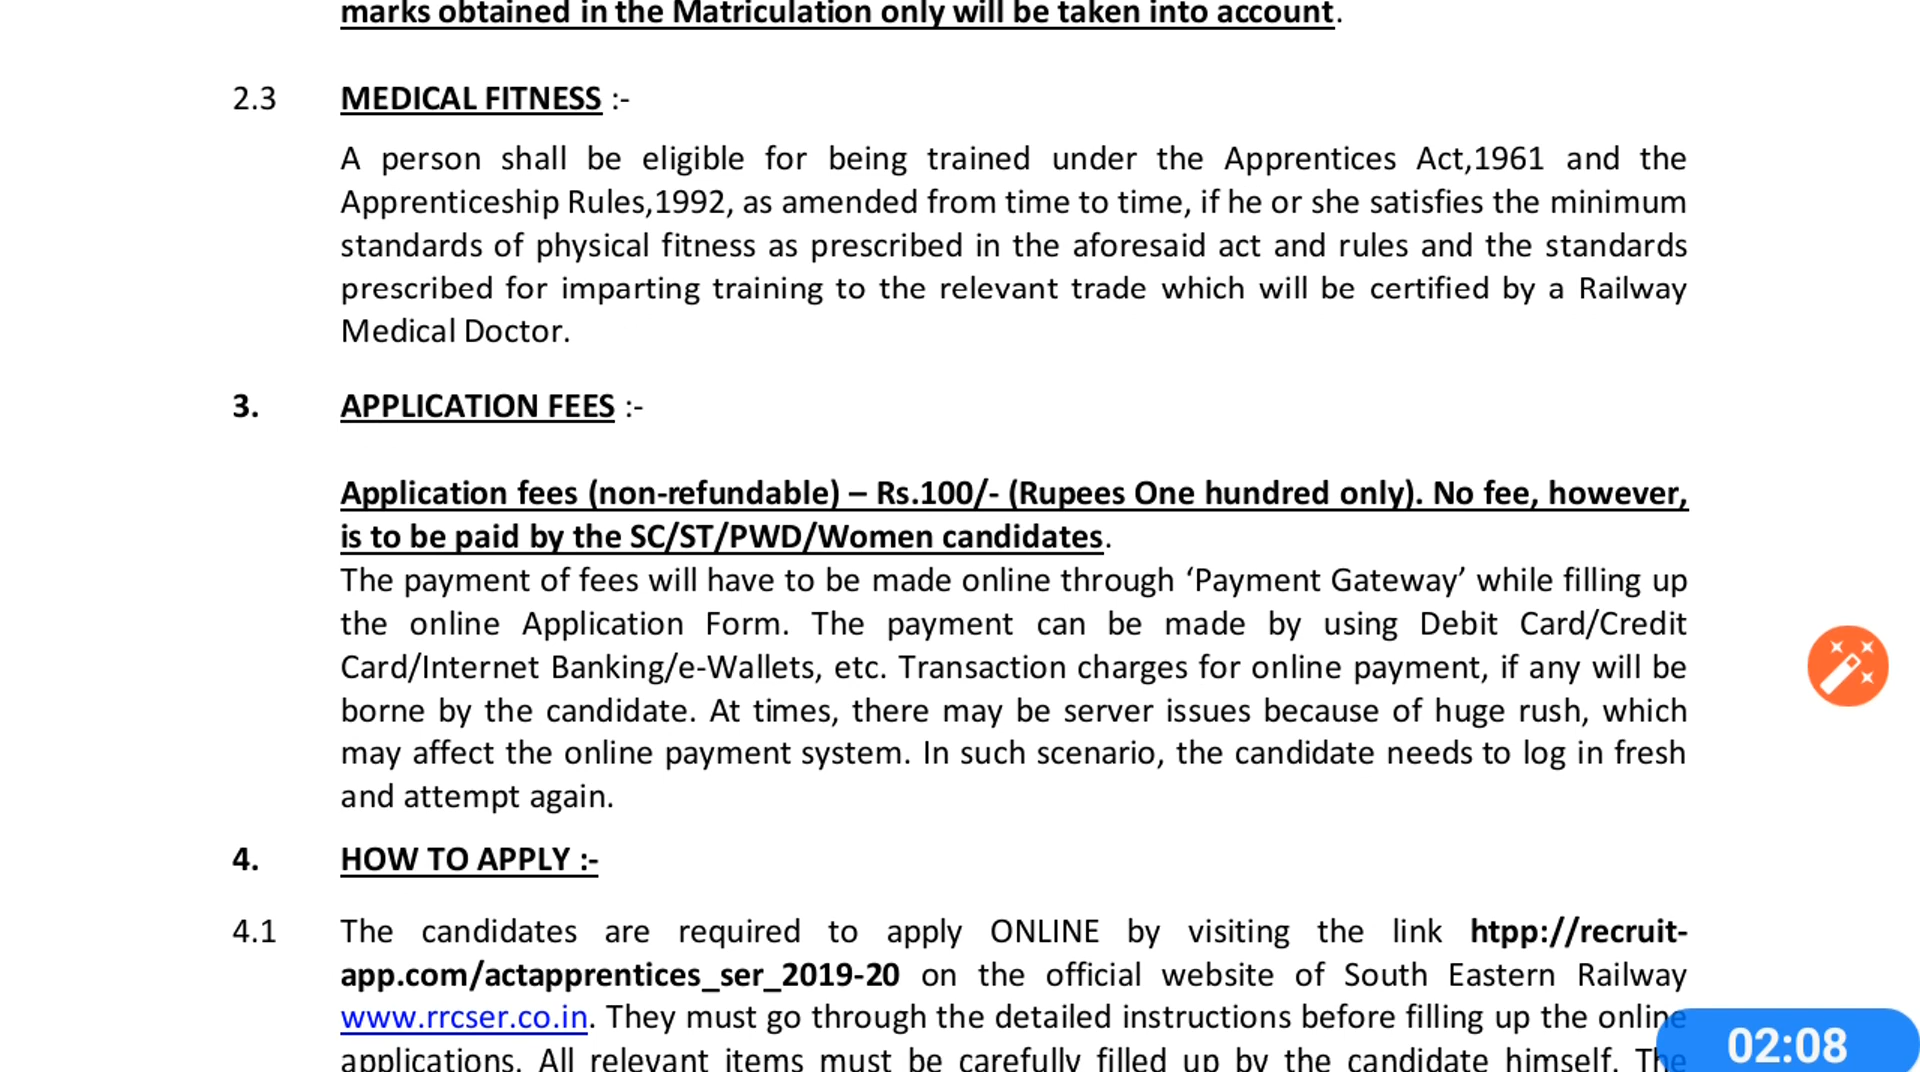 marks obtained in the Matriculation only will be taken into account.
2.3 MEDICAL FITNESS :-
A person shall be eligible for being trained under the Apprentices Act,1961 and the
Apprenticeship Rules,1992, as amended from time to time, if he or she satisfies the minimum
standards of physical fitness as prescribed in the aforesaid act and rules and the standards
prescribed for imparting training to the relevant trade which will be certified by a Railway
Medical Doctor.
3. APPLICATION FEES :-
Application fees (non-refundable) – Rs.100/- (Rupees One hundred only). No fee, however,
is to be paid by the SC/ST/PWD/Women candidates.
The payment of fees will have to be made online through ‘Payment Gateway’ while filling up
the online Application Form. The payment can be made by using Debit Card/Credit
Card/Internet Banking/e-Wallets, etc. Transaction charges for online payment, if any will be
borne by the candidate. At times, there may be server issues because of huge rush, which
may affect the online payment system. In such scenario, the candidate needs to log in fresh
and attempt again.
4. HOW TO APPLY :-
4.1 The candidates are required to apply ONLINE by visiting the link htpp://recruit-
app.com/actapprentices_ser_2019-20 on the official website of South Eastern Railway
www.rrcser.co.in. They must go through the detailed instructions before filling up the online
applications. All relevant items must be carefully filled up by the candidate himself. The
02:08